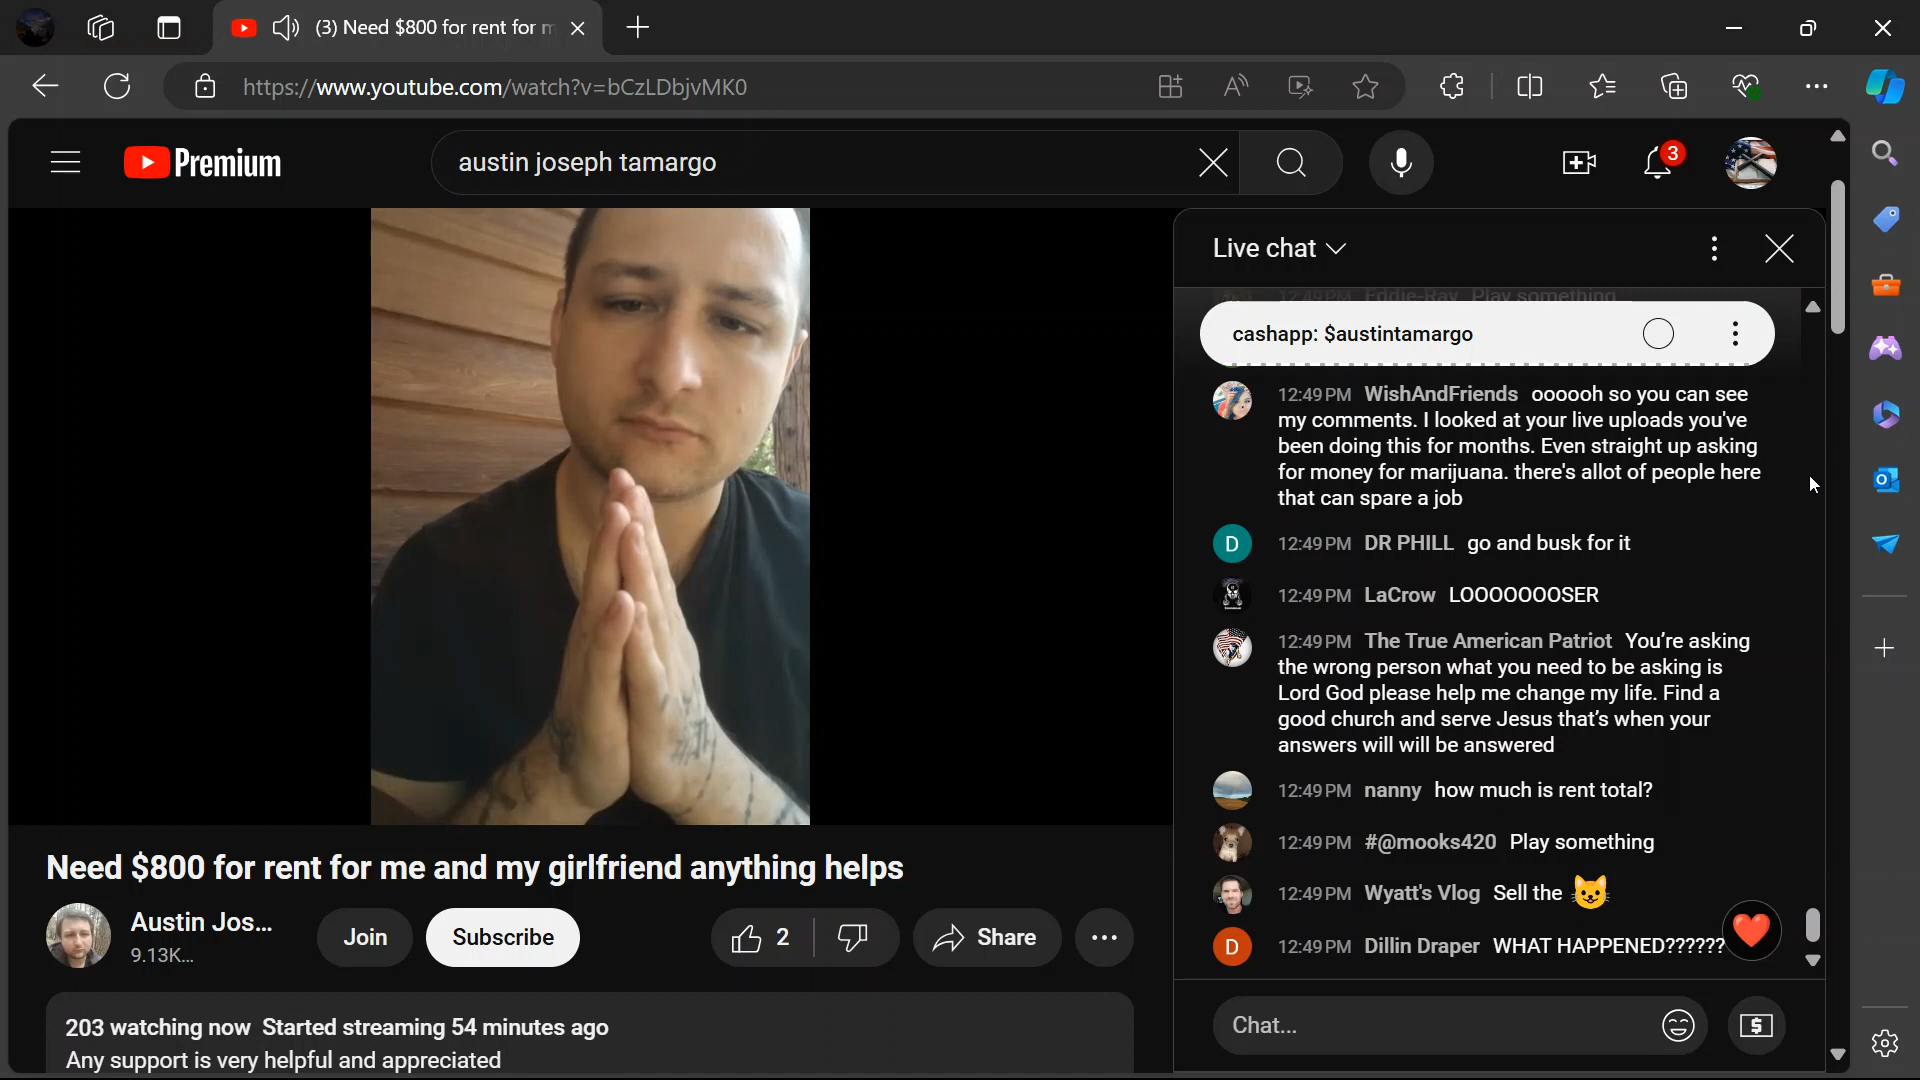 (3) Need $800 for rent for m
https://www.youtube.com/watch?v=bCzLDbjvMK0
Premium
austin joseph tamargo
3
Live chat
12:49 PM Eddie-Ray Play something
cashapp: $austintamargo
12:49 PM WishAndFriends oooooh so you can see
my comments. I looked at your live uploads you've
been doing this for months. Even straight up asking
for money for marijuana. there's allot of people here
that can spare a job
D 12:49 PM DR PHILL go and busk for it
12:49 PM LaCrow LOOOOOOOSER
12:49 PM The True American Patriot You’re asking
the wrong person what you need to be asking is
Lord God please help me change my life. Find a
good church and serve Jesus that’s when your
answers will will be answered
12:49 PM nanny how much is rent total?
12:49 PM #@mooks420 Play something
12:49 PM Wyatt's Vlog Sell the 😺
D 12:49 PM Dillin Draper WHAT HAPPENED??????
Chat...
Need $800 for rent for me and my girlfriend anything helps
Austin Jos...
9.13K...
Join
Subscribe
2
Share
203 watching now Started streaming 54 minutes ago
Any support is very helpful and appreciated